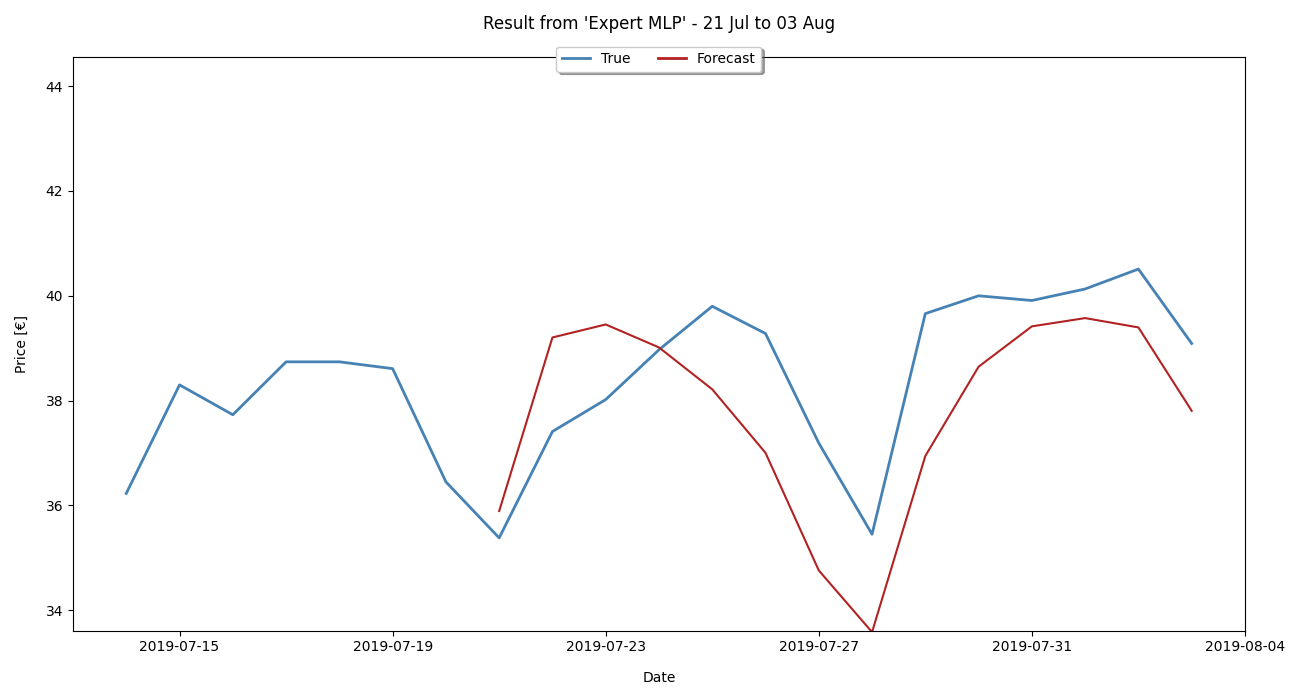 Result from 'Expert MLP' - 21 Jul to 03 Aug
True Forecast
44
42
40
38
36
34
Price [€]
2019-07-15 2019-07-19 2019-07-23 2019-07-27 2019-07-31 2019-08-04
Date